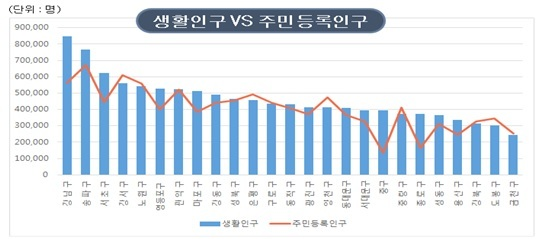 (단위 : 명)
생활인구 VS 주민등록인구
900,000
800,000
700,000
600,000
500,000
400,000
300,000
200,000
100,000
강남구
송파구
서초구
강서구
노원구
영등포구
관악구
마포구
강동구
성북구
은평구
구로구
동작구
광진구
양천구
동대문구
서대문구
중구
중랑구
종로구
성동구
용산구
강북구
도봉구
금천구
생활인구
주민등록인구